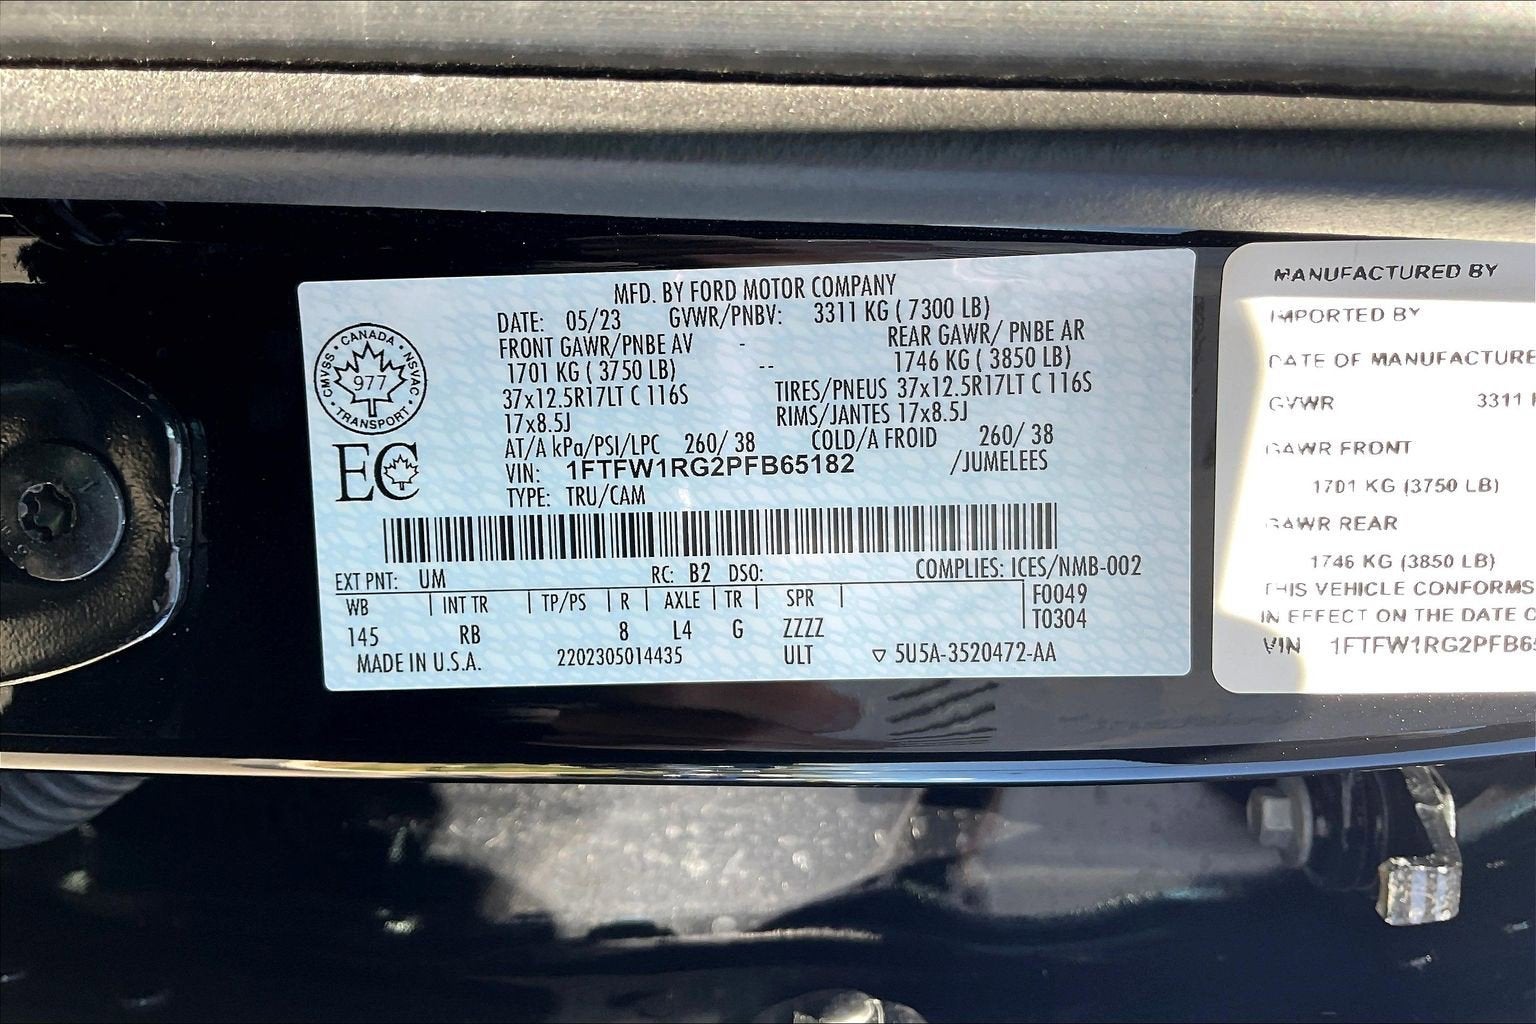 MFD. BY FORD MOTOR COMPANY
DATE: 05/23 GVWR/PNBV: 3311 KG ( 7300 LB)
FRONT GAWR/PNBE AV - REAR GAWR/ PNBE AR
1701 KG ( 3750 LB) -- 1746 KG ( 3850 LB)
37x12.5R17LT C 116S TIRES/PNEUS 37x12.5R17LT C 116S
17x8.5J RIMS/JANTES 17x8.5J
AT/A kPa/PSI/LPC 260/ 38 COLD/A FROID 260/ 38
VIN: 1FTFW1RG2PFB65182 /JUMELEES
TYPE: TRU/CAM
CANADA
CMVSS 977 NSVAC
TRANSPORT
EC
EXT PNT: UM RC: B2 DSO: COMPLIES: ICES/NMB-002
WB | INT TR | TP/PS | R | AXLE | TR | SPR | F0049
145 RB 8 L4 G ZZZZ T0304
MADE IN U.S.A. 2202305014435 ULT ▽ 5U5A-3520472-AA
MANUFACTURED BY
IMPORTED BY
DATE OF MANUFACTURE
GVWR 3311
GAWR FRONT
1701 KG (3750 LB)
GAWR REAR
1746 KG (3850 LB)
THIS VEHICLE CONFORMS
IN EFFECT ON THE DATE
VIN 1FTFW1RG2PFB65